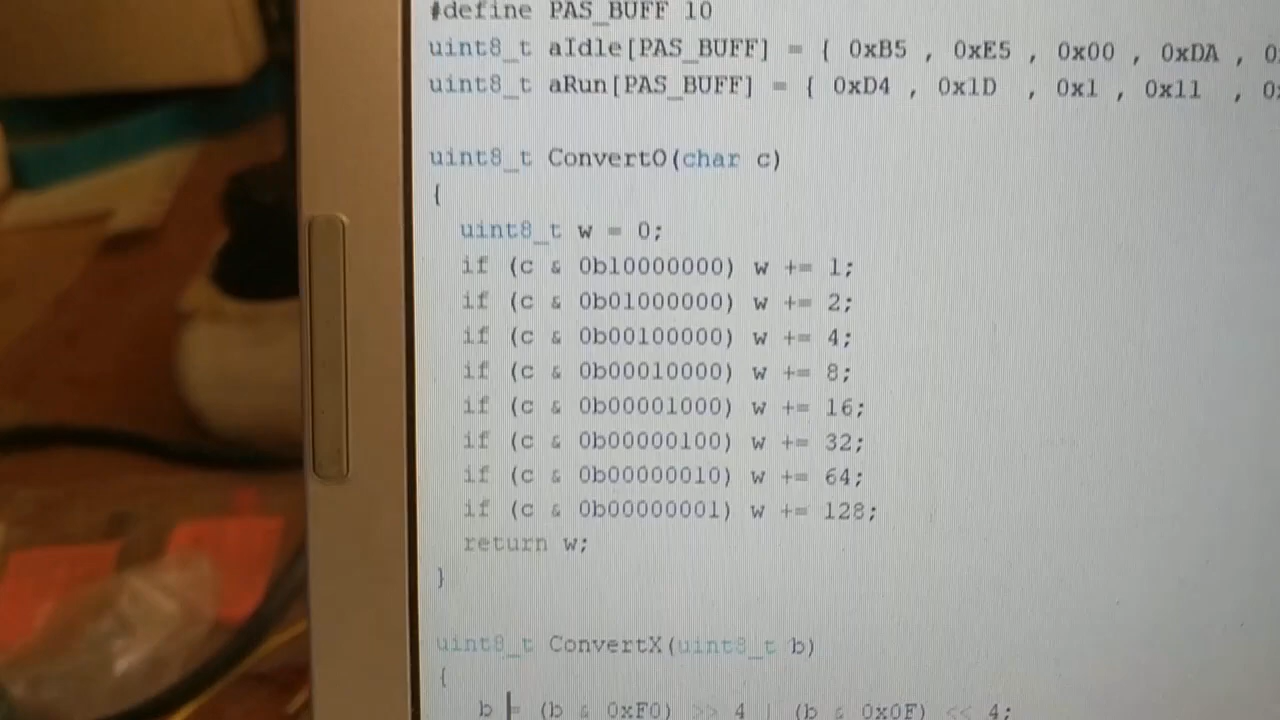 #define PAS_BUFF 10
uint8_t aIdle[PAS_BUFF] = { 0xB5 , 0xE5 , 0x00 , 0xDA ,
uint8_t aRun[PAS_BUFF] = { 0xD4 , 0x1D , 0x1 , 0x11 ,
uint8_t ConvertO(char c)
{
uint8_t w = 0;
if (c & 0b10000000) w += 1;
if (c & 0b01000000) w += 2;
if (c & 0b00100000) w += 4;
if (c & 0b00010000) w += 8;
if (c & 0b00001000) w += 16;
if (c & 0b00000100) w += 32;
if (c & 0b00000010) w += 64;
if (c & 0b00000001) w += 128;
return w;
}
uint8_t ConvertX(uint8_t b)
{
b = (b & 0xF0) >> 4 | (b & 0x0F) << 4;